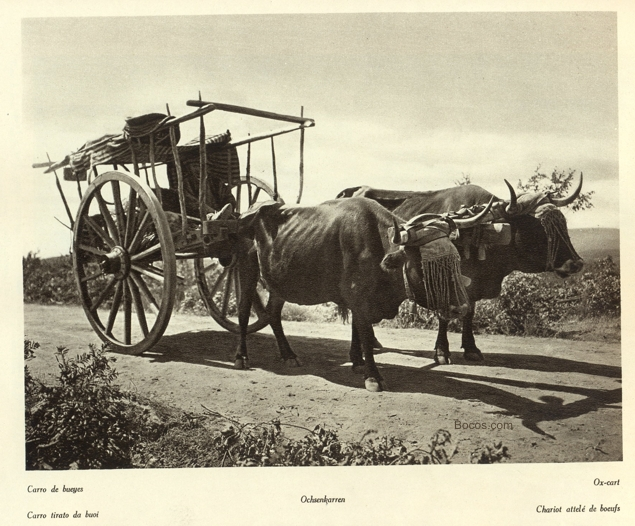 Bocos.com
Carro de bueyes
Ox-cart
Ochsenkarren
Carro tirato da buoi
Chariot attelé de boeufs